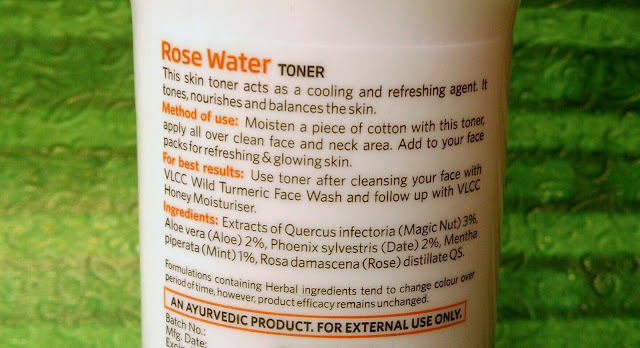 Rose Water TONER
This skin toner acts as a cooling and refreshing agent. It
tones, nourishes and balances the skin.
Method of use: Moisten a piece of cotton with this toner,
apply all over clean face and neck area. Add to your face
packs for refreshing & glowing skin.
For best results: Use toner after cleansing your face with
VLCC Wild Turmeric Face Wash and follow up with VLCC
Honey Moisturiser.
Ingredients: Extracts of Quercus infectoria (Magic Nut) 3%,
Aloe vera (Aloe) 2%, Phoenix sylvestris (Date) 2%, Mentha
piperata (Mint) 1%, Rosa damascena (Rose) distillate QS.
Formulations containing Herbal ingredients tend to change colour over
period of time, however, product efficacy remains unchanged.
AN AYURVEDIC PRODUCT. FOR EXTERNAL USE ONLY.
Batch No.:
Mfg. Date: